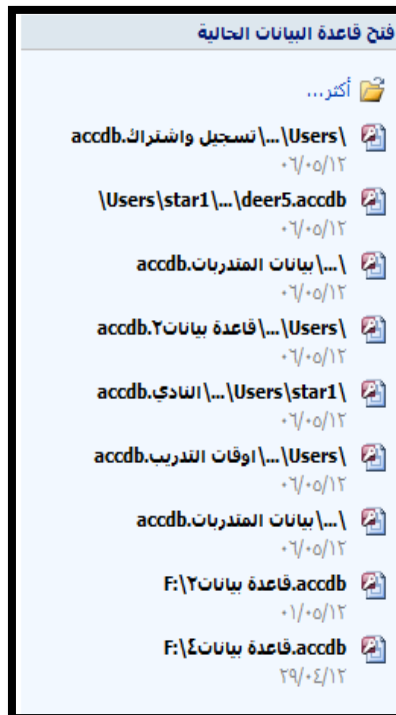 فتح قاعدة البيانات الحالية
أكثر...
\Users\...\تسجيل واشتراك.accdb
٠٦/٠٥/١٢
\Users\star1\...\deer5.accdb
٠٦/٠٥/١٢
\...\بيانات المتدربات.accdb
٠٦/٠٥/١٢
\Users\...\قاعدة بيانات٢.accdb
٠٦/٠٥/١٢
\Users\star1\...\النادي.accdb
٠٦/٠٥/١٢
\Users\...\اوقات التدريب.accdb
٠٦/٠٥/١٢
\...\بيانات المتدربات.accdb
٠٦/٠٥/١٢
F:\قاعدة بيانات٢.accdb
٠١/٠٥/١٢
F:\قاعدة بيانات٤.accdb
٢٩/٠٤/١٢